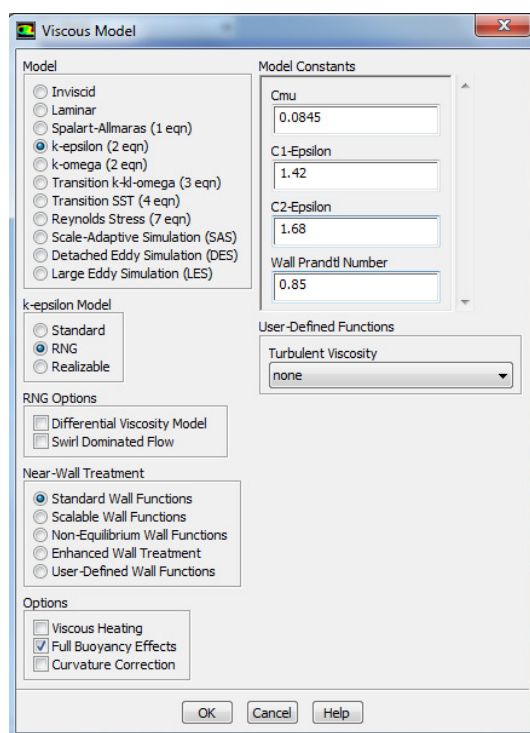 Viscous Model
Model
Inviscid
Laminar
Spalart-Allmaras (1 eqn)
k-epsilon (2 eqn)
k-omega (2 eqn)
Transition k-kl-omega (3 eqn)
Transition SST (4 eqn)
Reynolds Stress (7 eqn)
Scale-Adaptive Simulation (SAS)
Detached Eddy Simulation (DES)
Large Eddy Simulation (LES)
k-epsilon Model
Standard
RNG
Realizable
RNG Options
Differential Viscosity Model
Swirl Dominated Flow
Near-Wall Treatment
Standard Wall Functions
Scalable Wall Functions
Non-Equilibrium Wall Functions
Enhanced Wall Treatment
User-Defined Wall Functions
Options
Viscous Heating
Full Buoyancy Effects
Curvature Correction
Model Constants
Cmu
0.0845
C1-Epsilon
1.42
C2-Epsilon
1.68
Wall Prandtl Number
0.85
User-Defined Functions
Turbulent Viscosity
none
OK Cancel Help